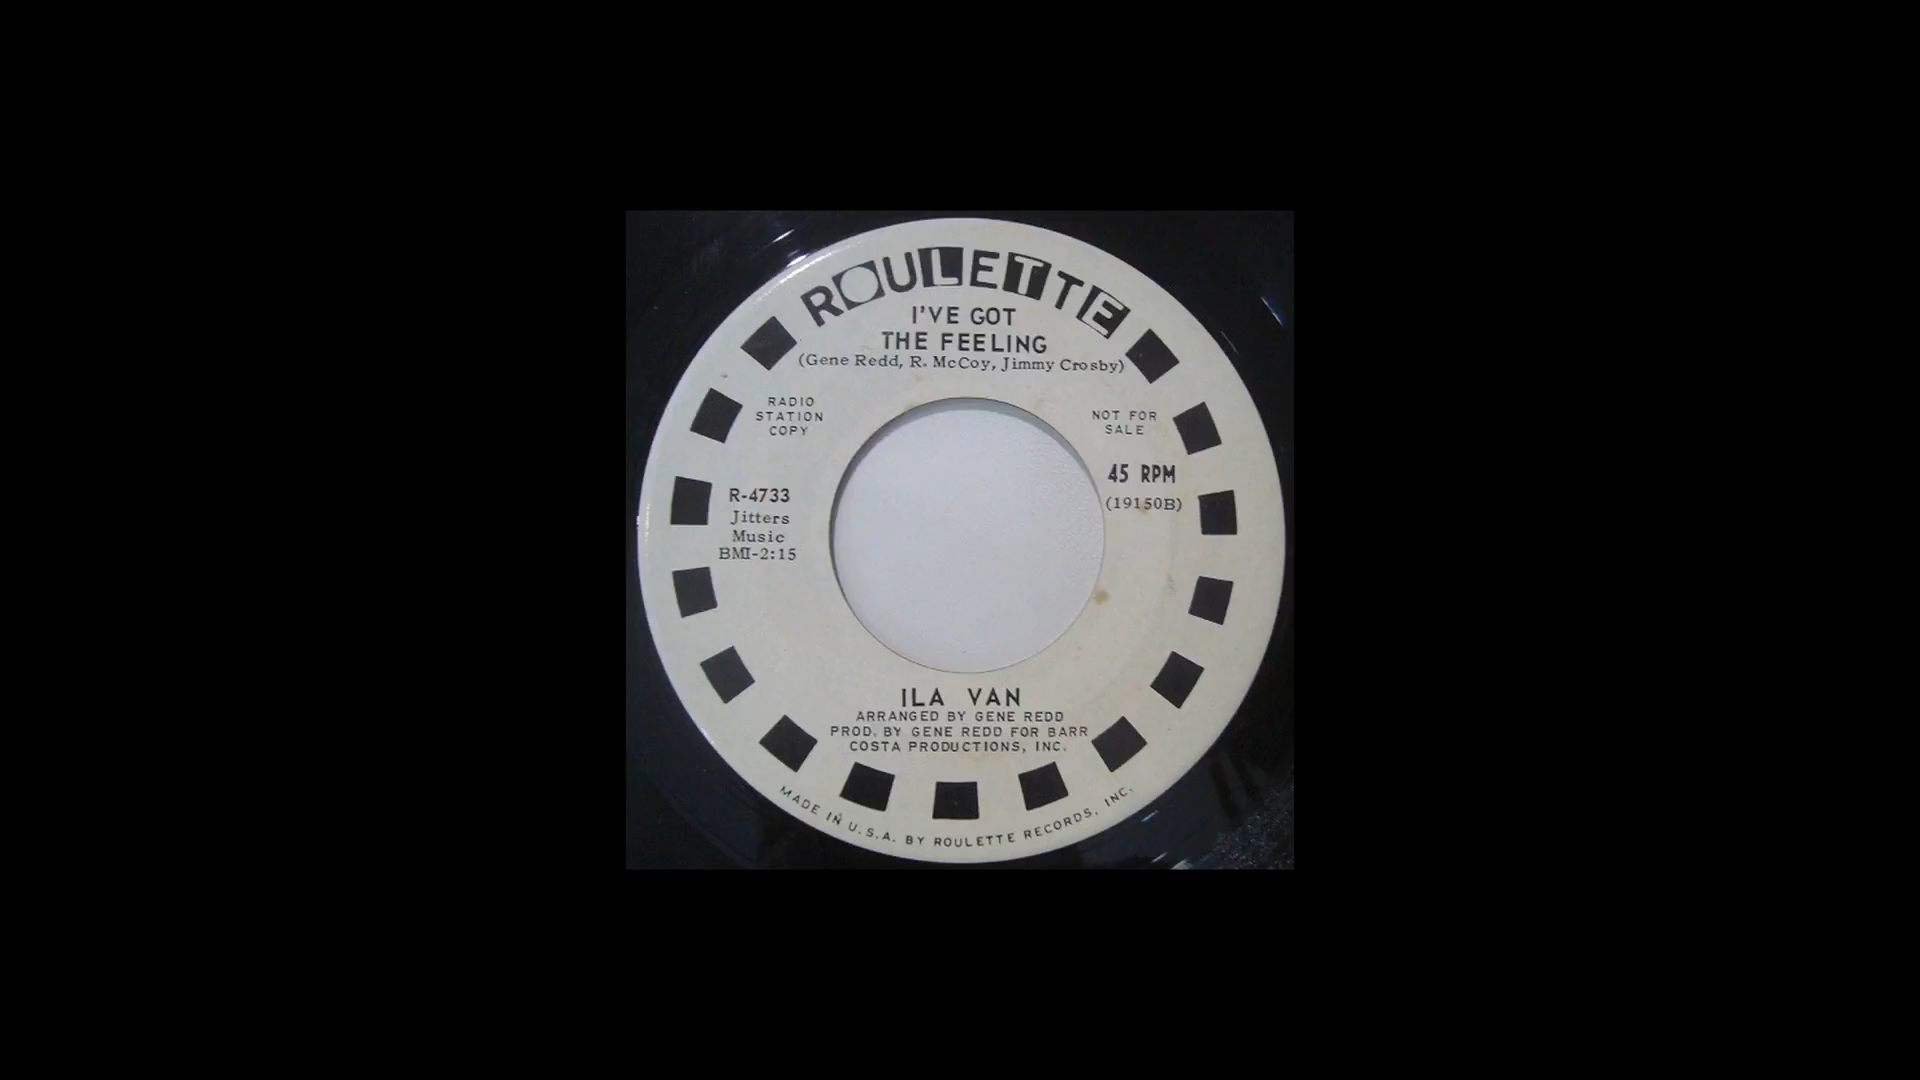 ROULETTE
I'VE GOT
THE FEELING
(Gene Redd, R. McCoy, Jimmy Crosby)
RADIO
STATION
COPY
NOT FOR
SALE
45 RPM
(19150B)
R-4733
Jitters
Music
BMI-2:15
ILA VAN
ARRANGED BY GENE REDD
PROD. BY GENE REDD FOR BARR
COSTA PRODUCTIONS, INC.
MADE IN U.S.A. BY ROULETTE RECORDS, INC.